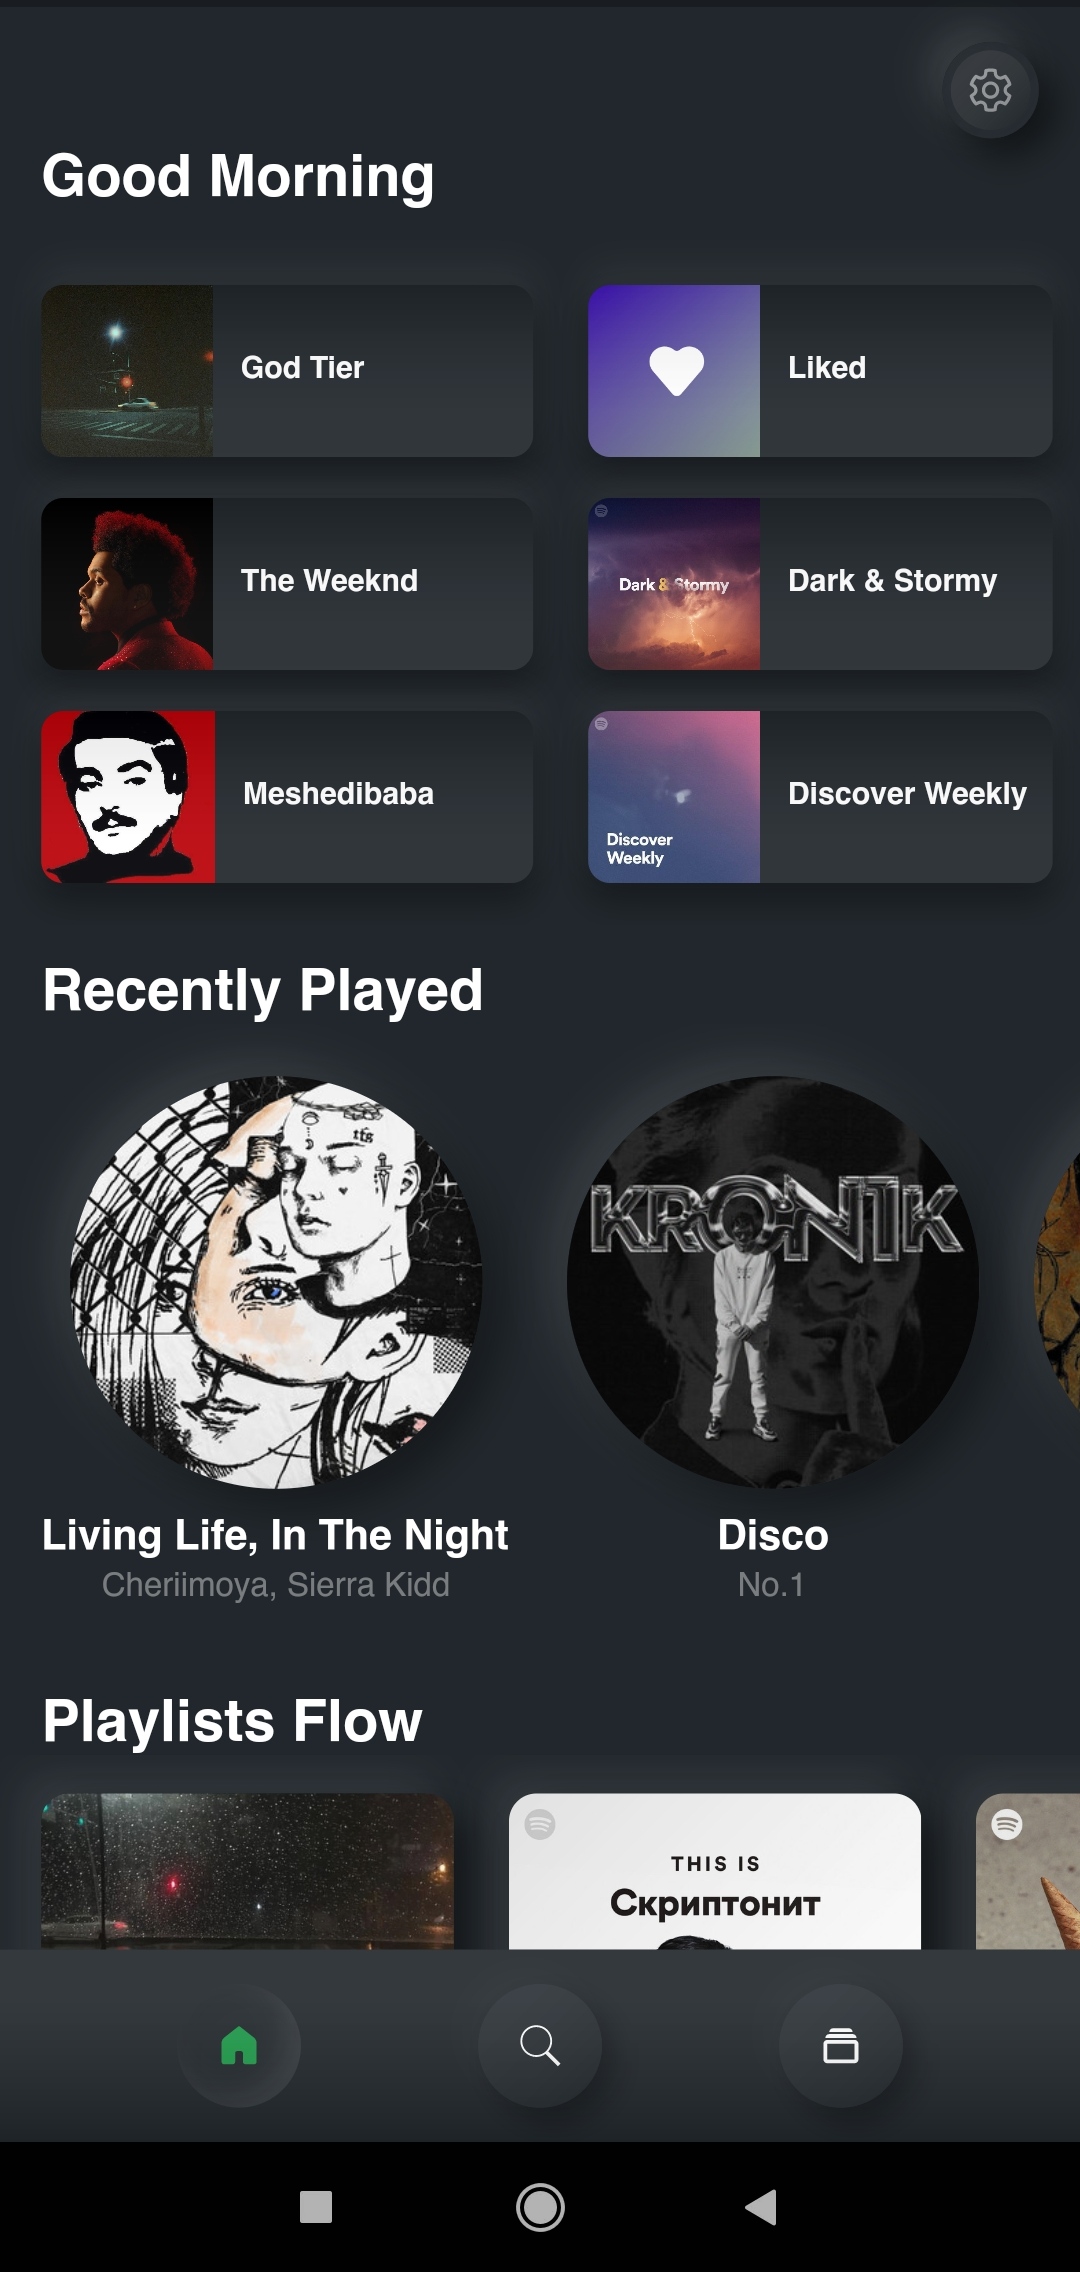 Good Morning
God Tier
Liked
The Weeknd
Dark & Stormy
Dark & Stormy
Meshedibaba
Discover
Weekly
Discover Weekly
Recently Played
tfs
KRONIK
Living Life, In The Night
Disco
Cheriimoya, Sierra Kidd
No.1
Playlists Flow
THIS IS
Скриптонит